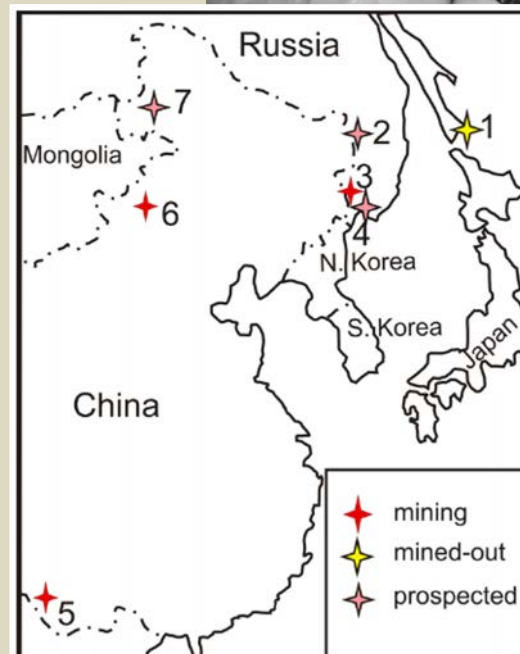 Russia
7
2
1
Mongolia
3
6
4
N. Korea
S. Korea
Japan
China
mining
mined-out
prospected
5